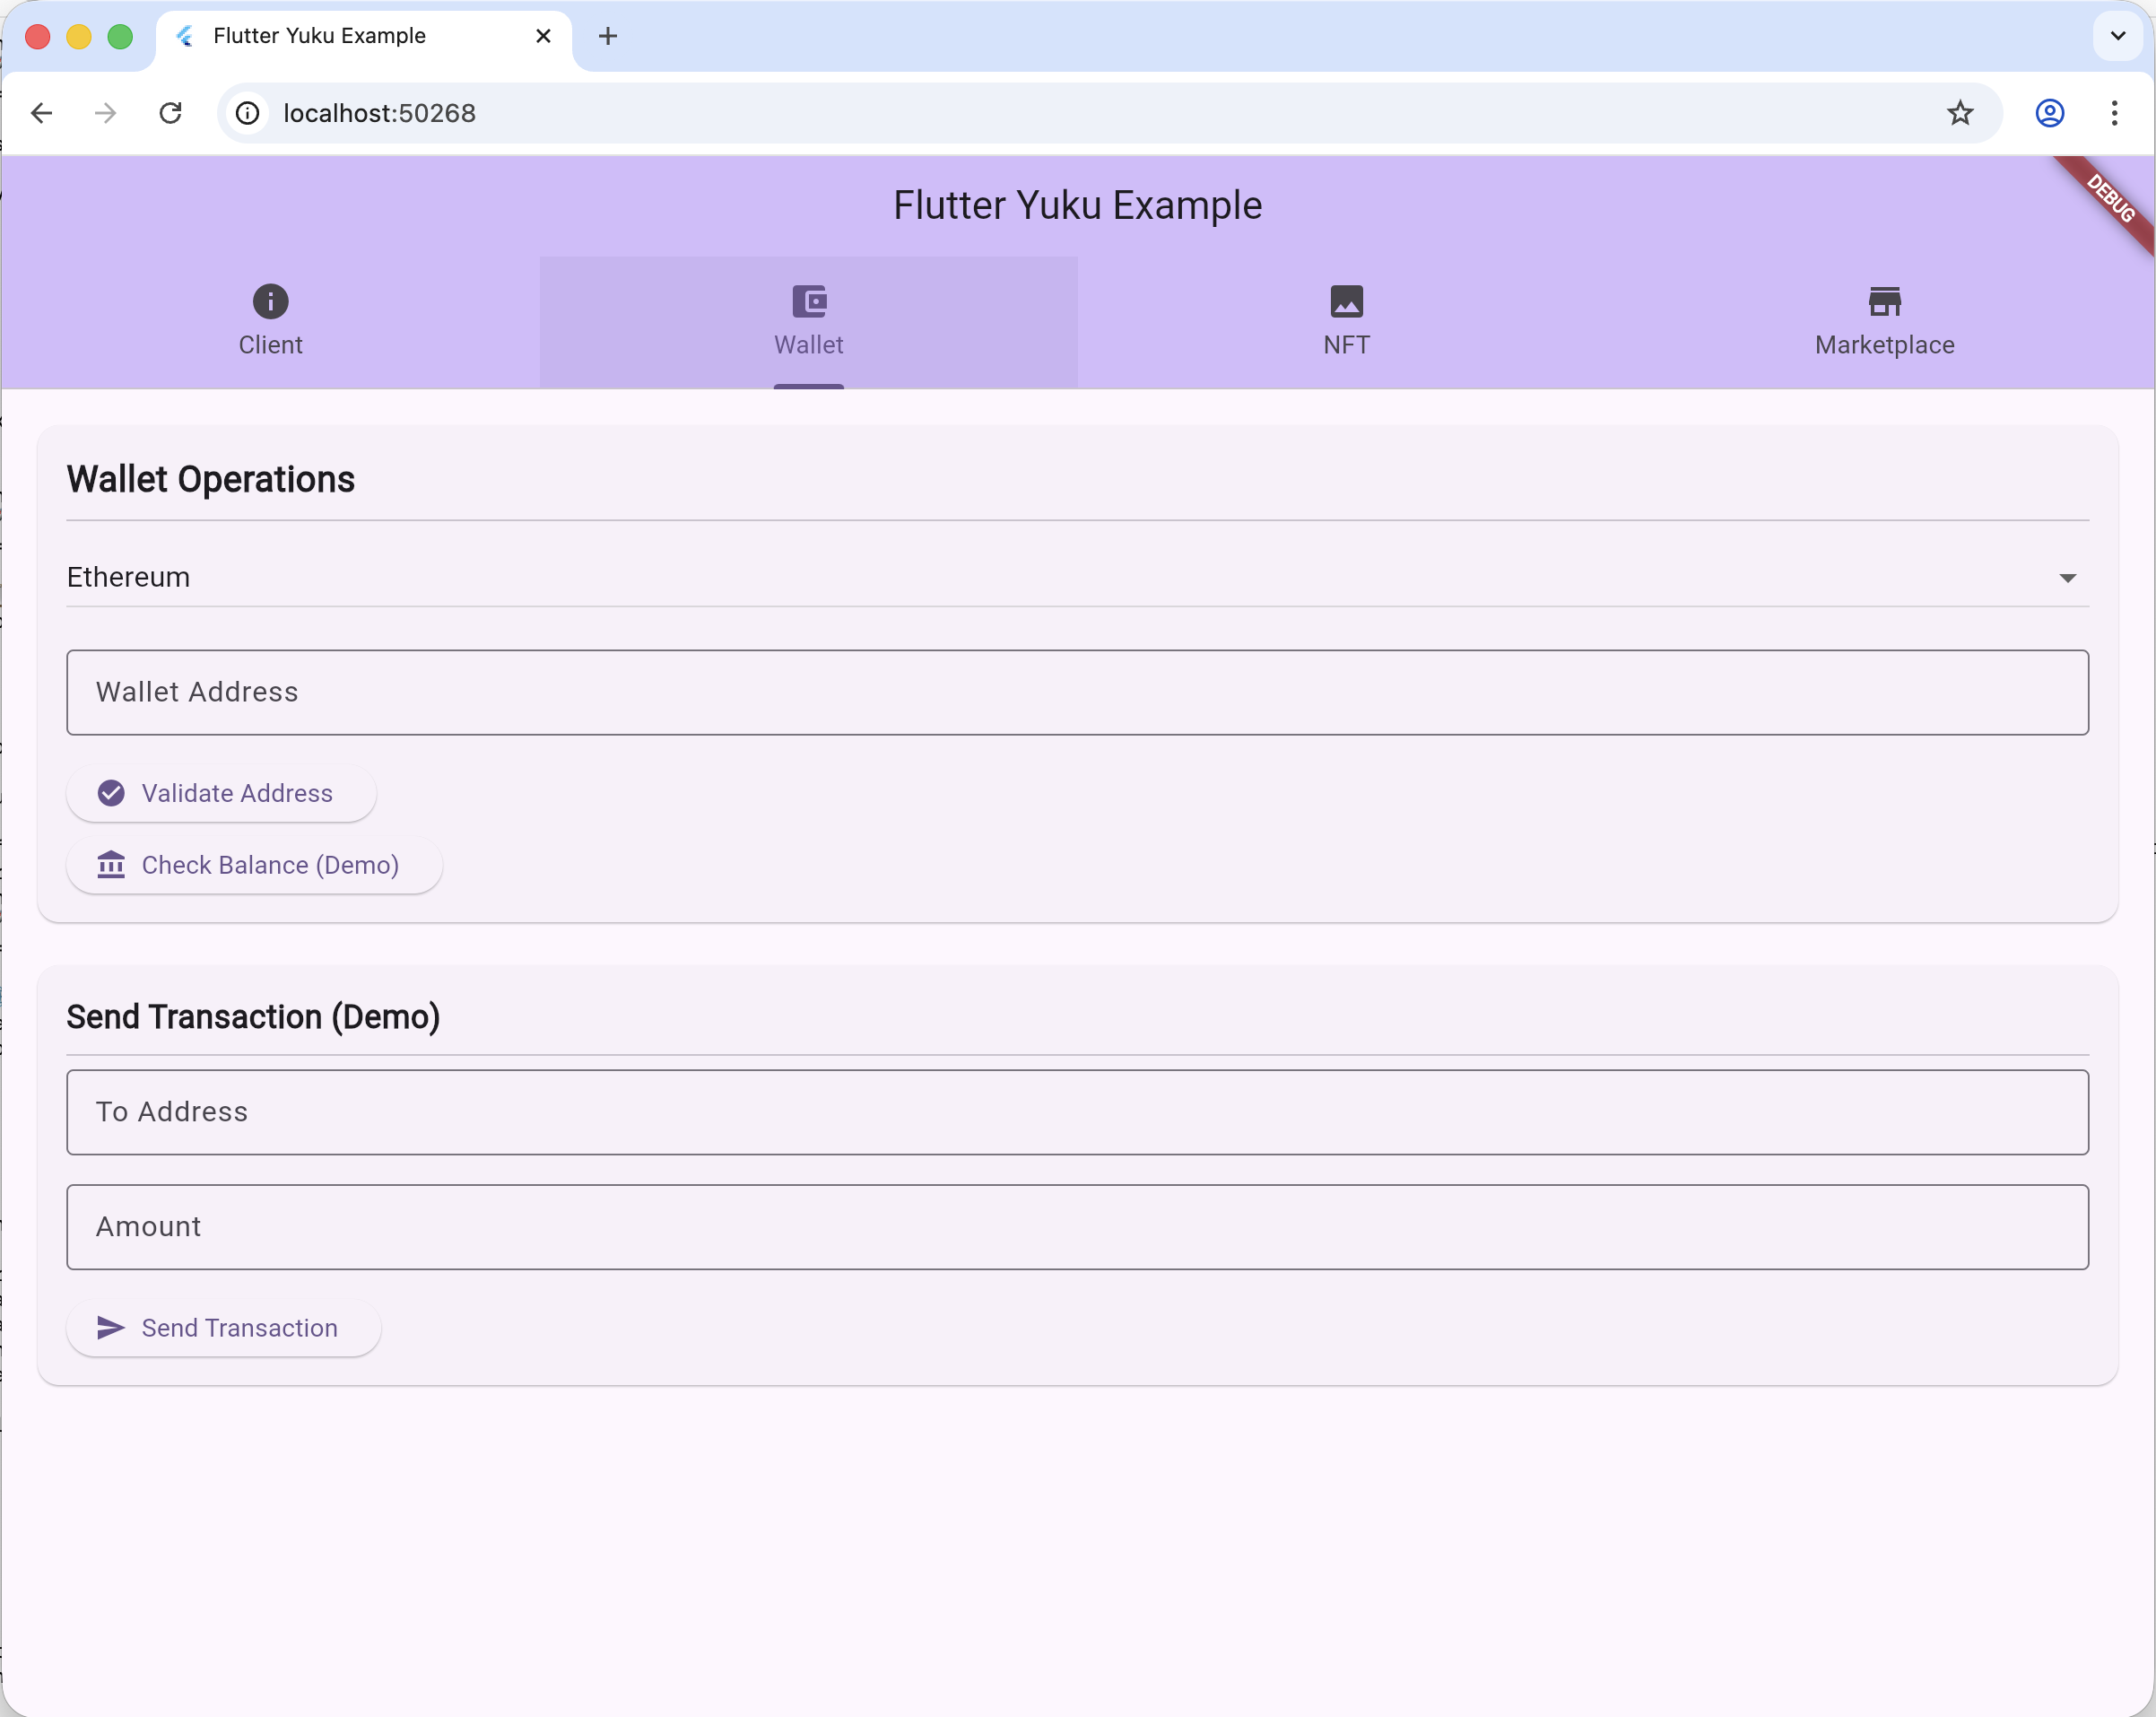 Flutter Yuku Example
localhost:50268
Flutter Yuku Example
DEBUG
Client
Wallet
NFT
Marketplace
Wallet Operations
Ethereum
Wallet Address
Validate Address
Check Balance (Demo)
Send Transaction (Demo)
To Address
Amount
Send Transaction